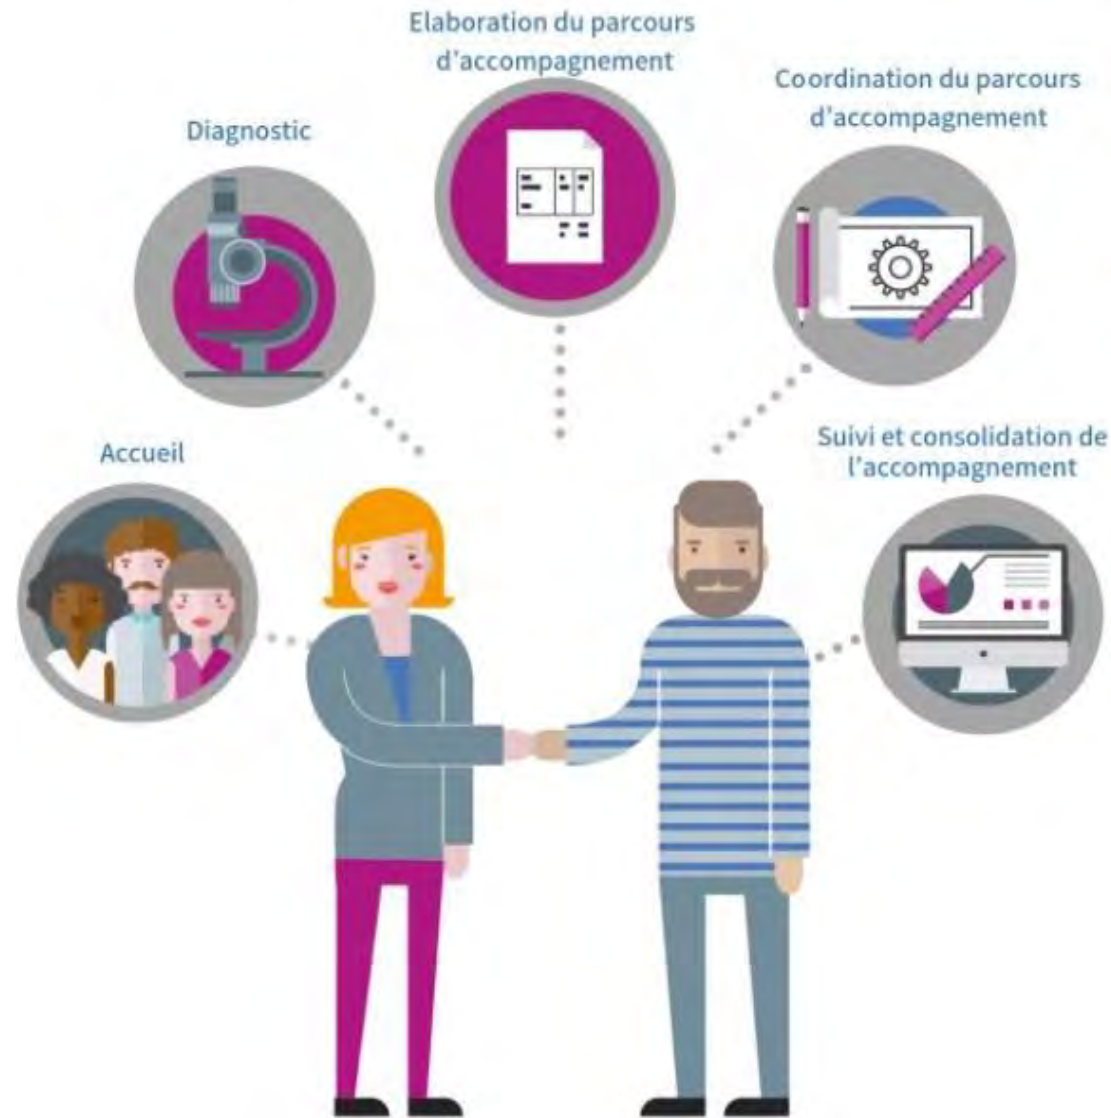 Elaboration du parcours
d'accompagnement
Coordination du parcours
d'accompagnement
Diagnostic
Suivi et consolidation de
l'accompagnement
Accueil